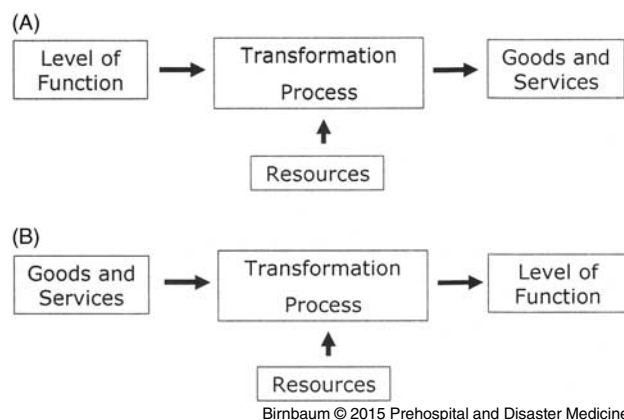 (A)
Level of
Function
Transformation
Process
Goods and
Services
Resources
(B)
Goods and
Services
Transformation
Process
Level of
Function
Resources
Birnbaum © 2015 Prehospital and Disaster Medicine